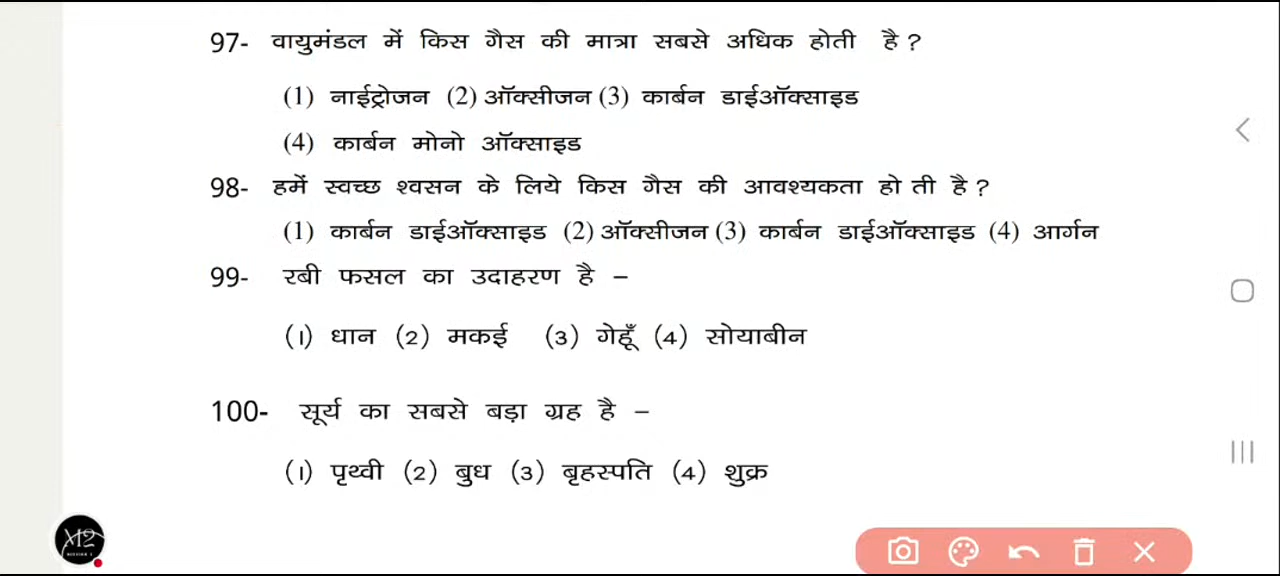 97- वायुमंडल में किस गैस की मात्रा सबसे अधिक होती है ?
(1) नाईट्रोजन (2) ऑक्सीजन (3) कार्बन डाईऑक्साइड
(4) कार्बन मोनो ऑक्साइड
98- हमें स्वच्छ श्वसन के लिये किस गैस की आवश्यकता हो ती है ?
(1) कार्बन डाईऑक्साइड (2) ऑक्सीजन (3) कार्बन डाईऑक्साइड (4) आर्गन
99- रबी फसल का उदाहरण है –
(1) धान (2) मकई (3) गेहूँ (4) सोयाबीन
100- सूर्य का सबसे बड़ा ग्रह है –
(1) पृथ्वी (2) बुध (3) बृहस्पति (4) शुक्र